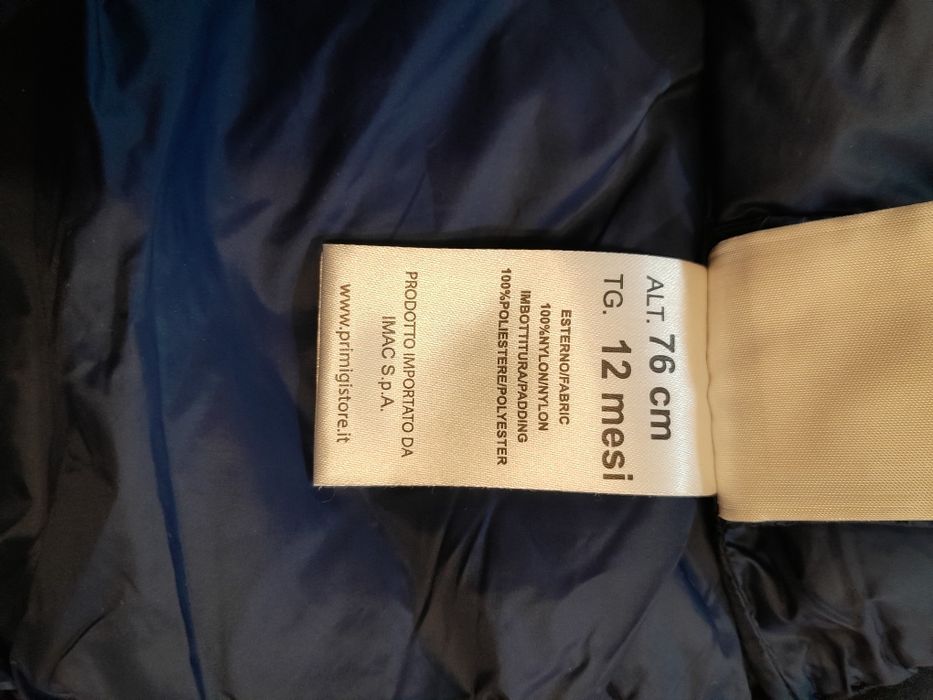 ALT. 76 cm
TG. 12 mesi
ESTERNO/FABRIC
100%NYLON/NYLON
IMBOTTITURA/PADDING
100%POLIESTERE/POLYESTER
PRODOTTO IMPORTATO DA
IMAC S.p.A.
www.primigistore.it